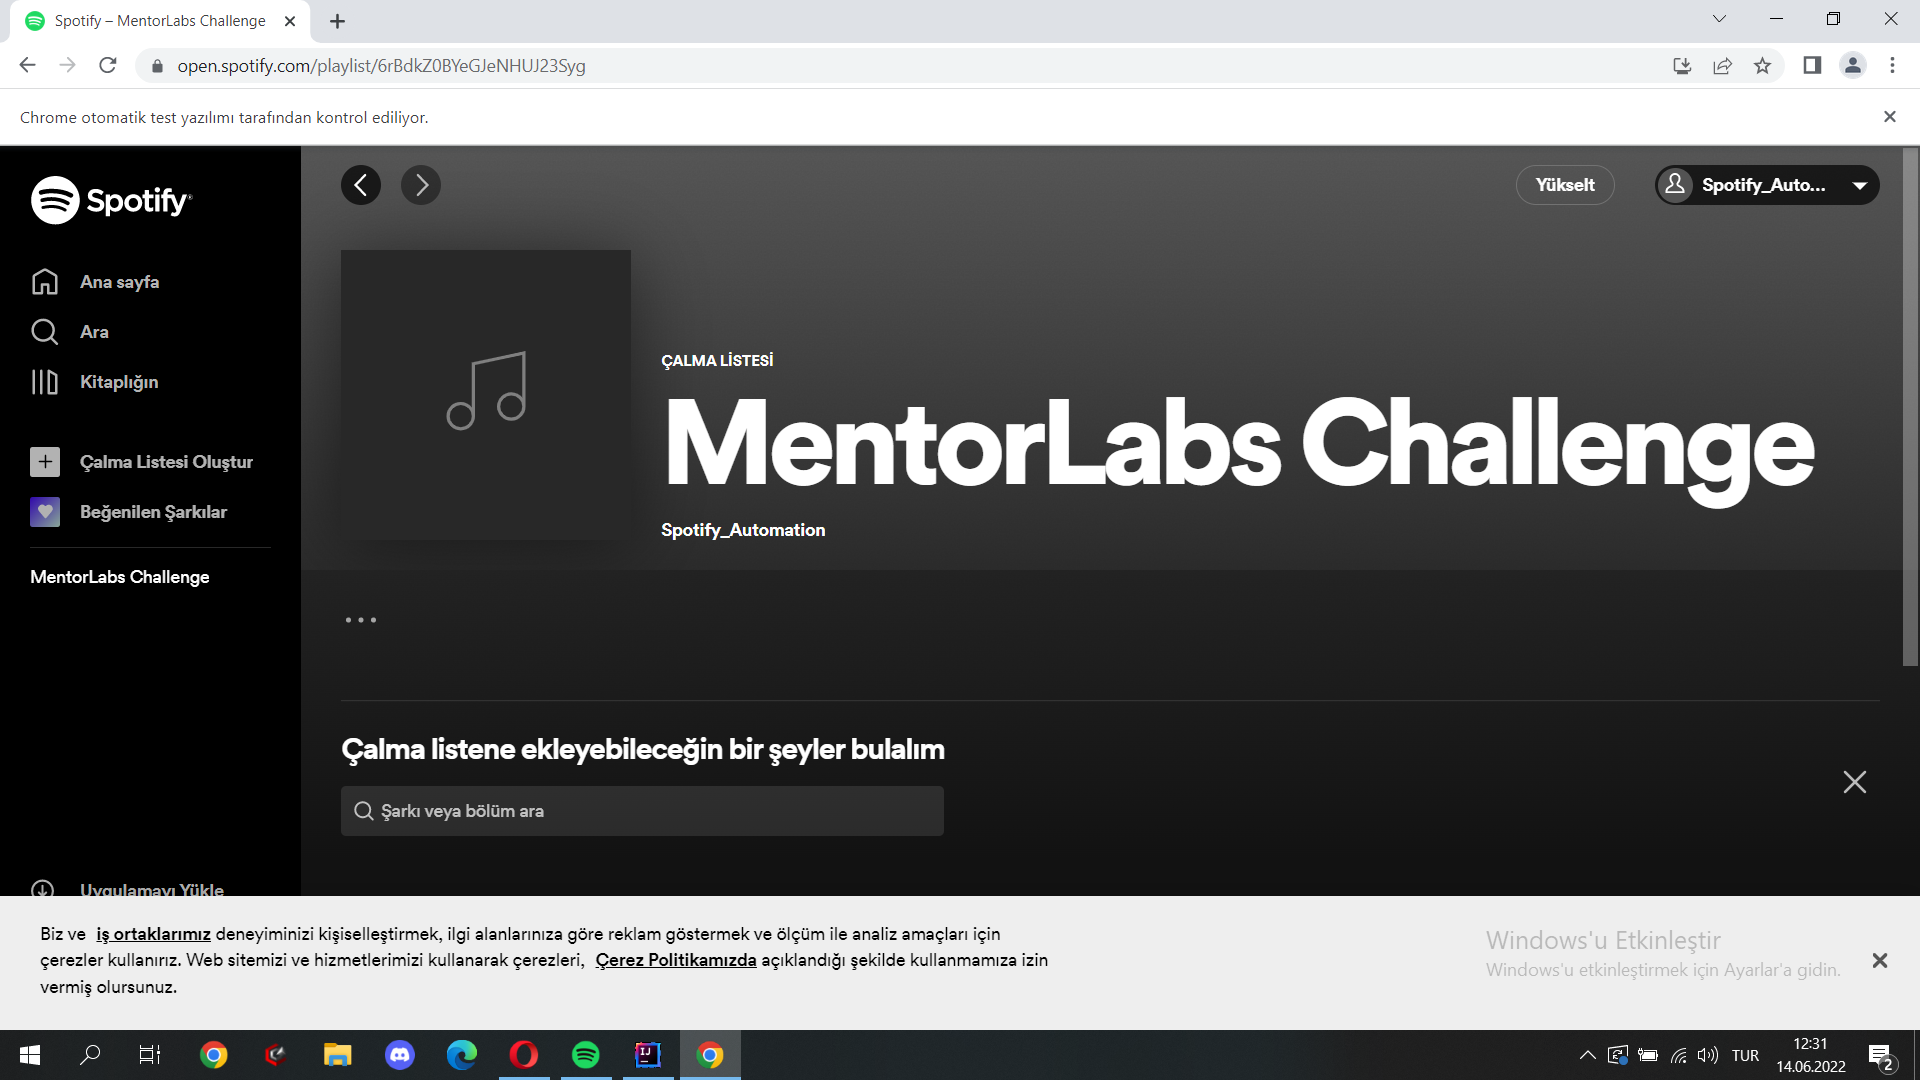 Spotify – MentorLabs Challenge
open.spotify.com/playlist/6rBdkZ0BYeGJeNHUJ23Syg
Chrome otomatik test yazılımı tarafından kontrol ediliyor.
Spotify
Yükselt
Spotify_Auto...
Ana sayfa
Ara
Kitaplığın
Çalma Listesi Oluştur
Beğenilen Şarkılar
MentorLabs Challenge
ÇALMA LİSTESİ
MentorLabs Challenge
Spotify_Automation
Çalma listene ekleyebileceğin bir şeyler bulalım
Şarkı veya bölüm ara
Uygulamayı Yükle
Biz ve iş ortaklarımız deneyiminizi kişiselleştirmek, ilgi alanlarınıza göre reklam göstermek ve ölçüm ile analiz amaçları için
çerezler kullanırız. Web sitemizi ve hizmetlerimizi kullanarak çerezleri, Çerez Politikamızda açıklandığı şekilde kullanmamıza izin
vermiş olursunuz.
Windows'u Etkinleştir
Windows'u etkinleştirmek için Ayarlar'a gidin.
IJ
TUR
12:31
14.06.2022
2